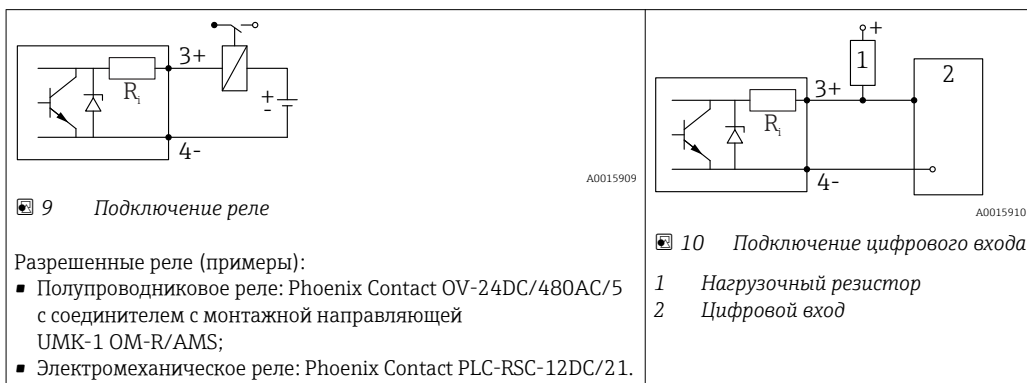 3+
R_i
+
-
4-
A0015909
9 Подключение реле
Разрешенные реле (примеры):
▪ Полупроводниковое реле: Phoenix Contact OV-24DC/480AC/5
с соединителем с монтажной направляющей
UMK-1 OM-R/AMS;
▪ Электромеханическое реле: Phoenix Contact PLC-RSC-12DC/21.
+
1
2
3+
R_i
4-
A0015910
10 Подключение цифрового входа
1 Нагрузочный резистор
2 Цифровой вход